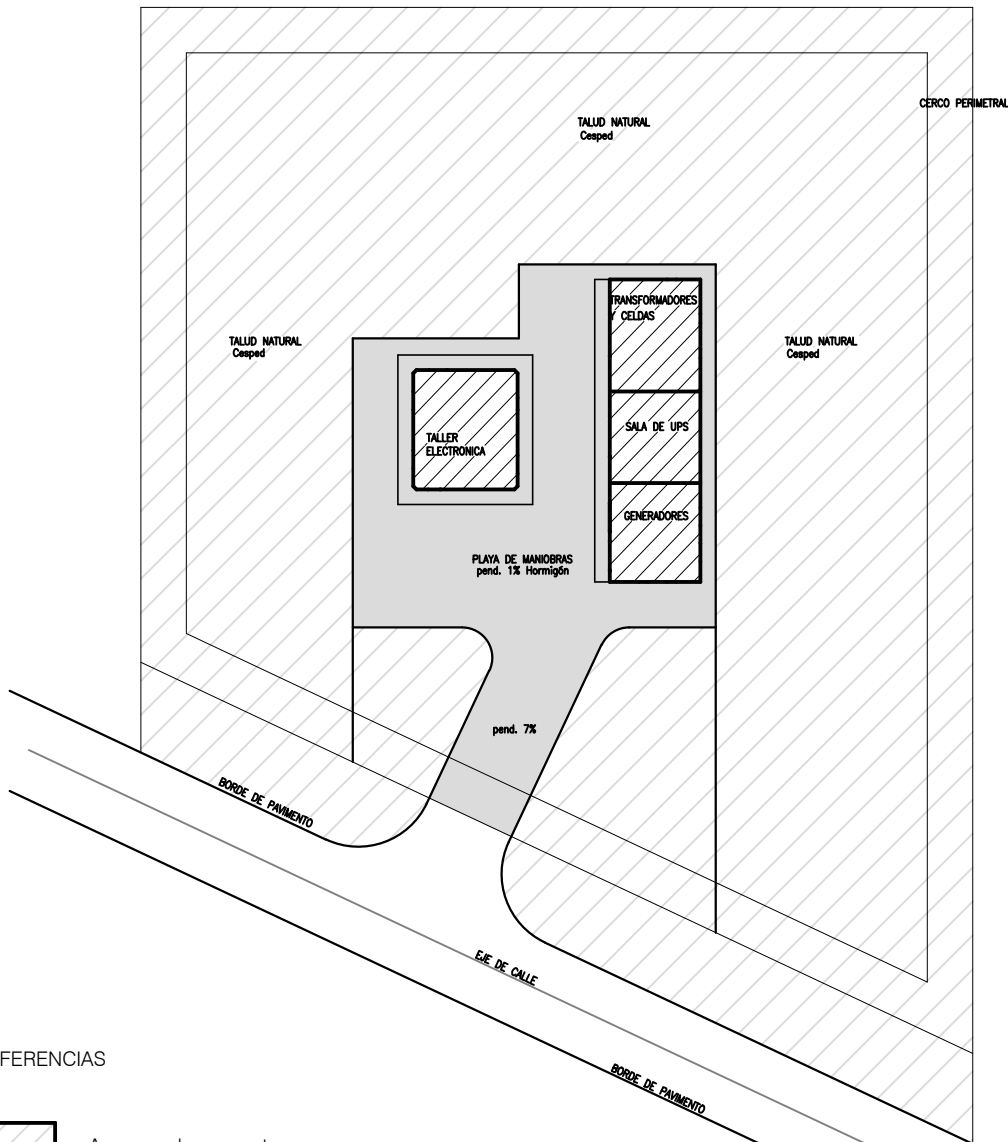 CERCO PERIMETRAL
TALUD NATURAL
Cesped
TRANSFORMADORES
Y CELDAS
TALUD NATURAL
Cesped
TALUD NATURAL
Cesped
SALA DE UPS
TALLER
ELECTRONICA
GENERADORES
PLAYA DE MANIOBRAS
pend. 1% Hormigón
pend. 7%
BORDE DE PAVIMENTO
EJE DE CALLE
FERENCIAS
BORDE DE PAVIMENTO